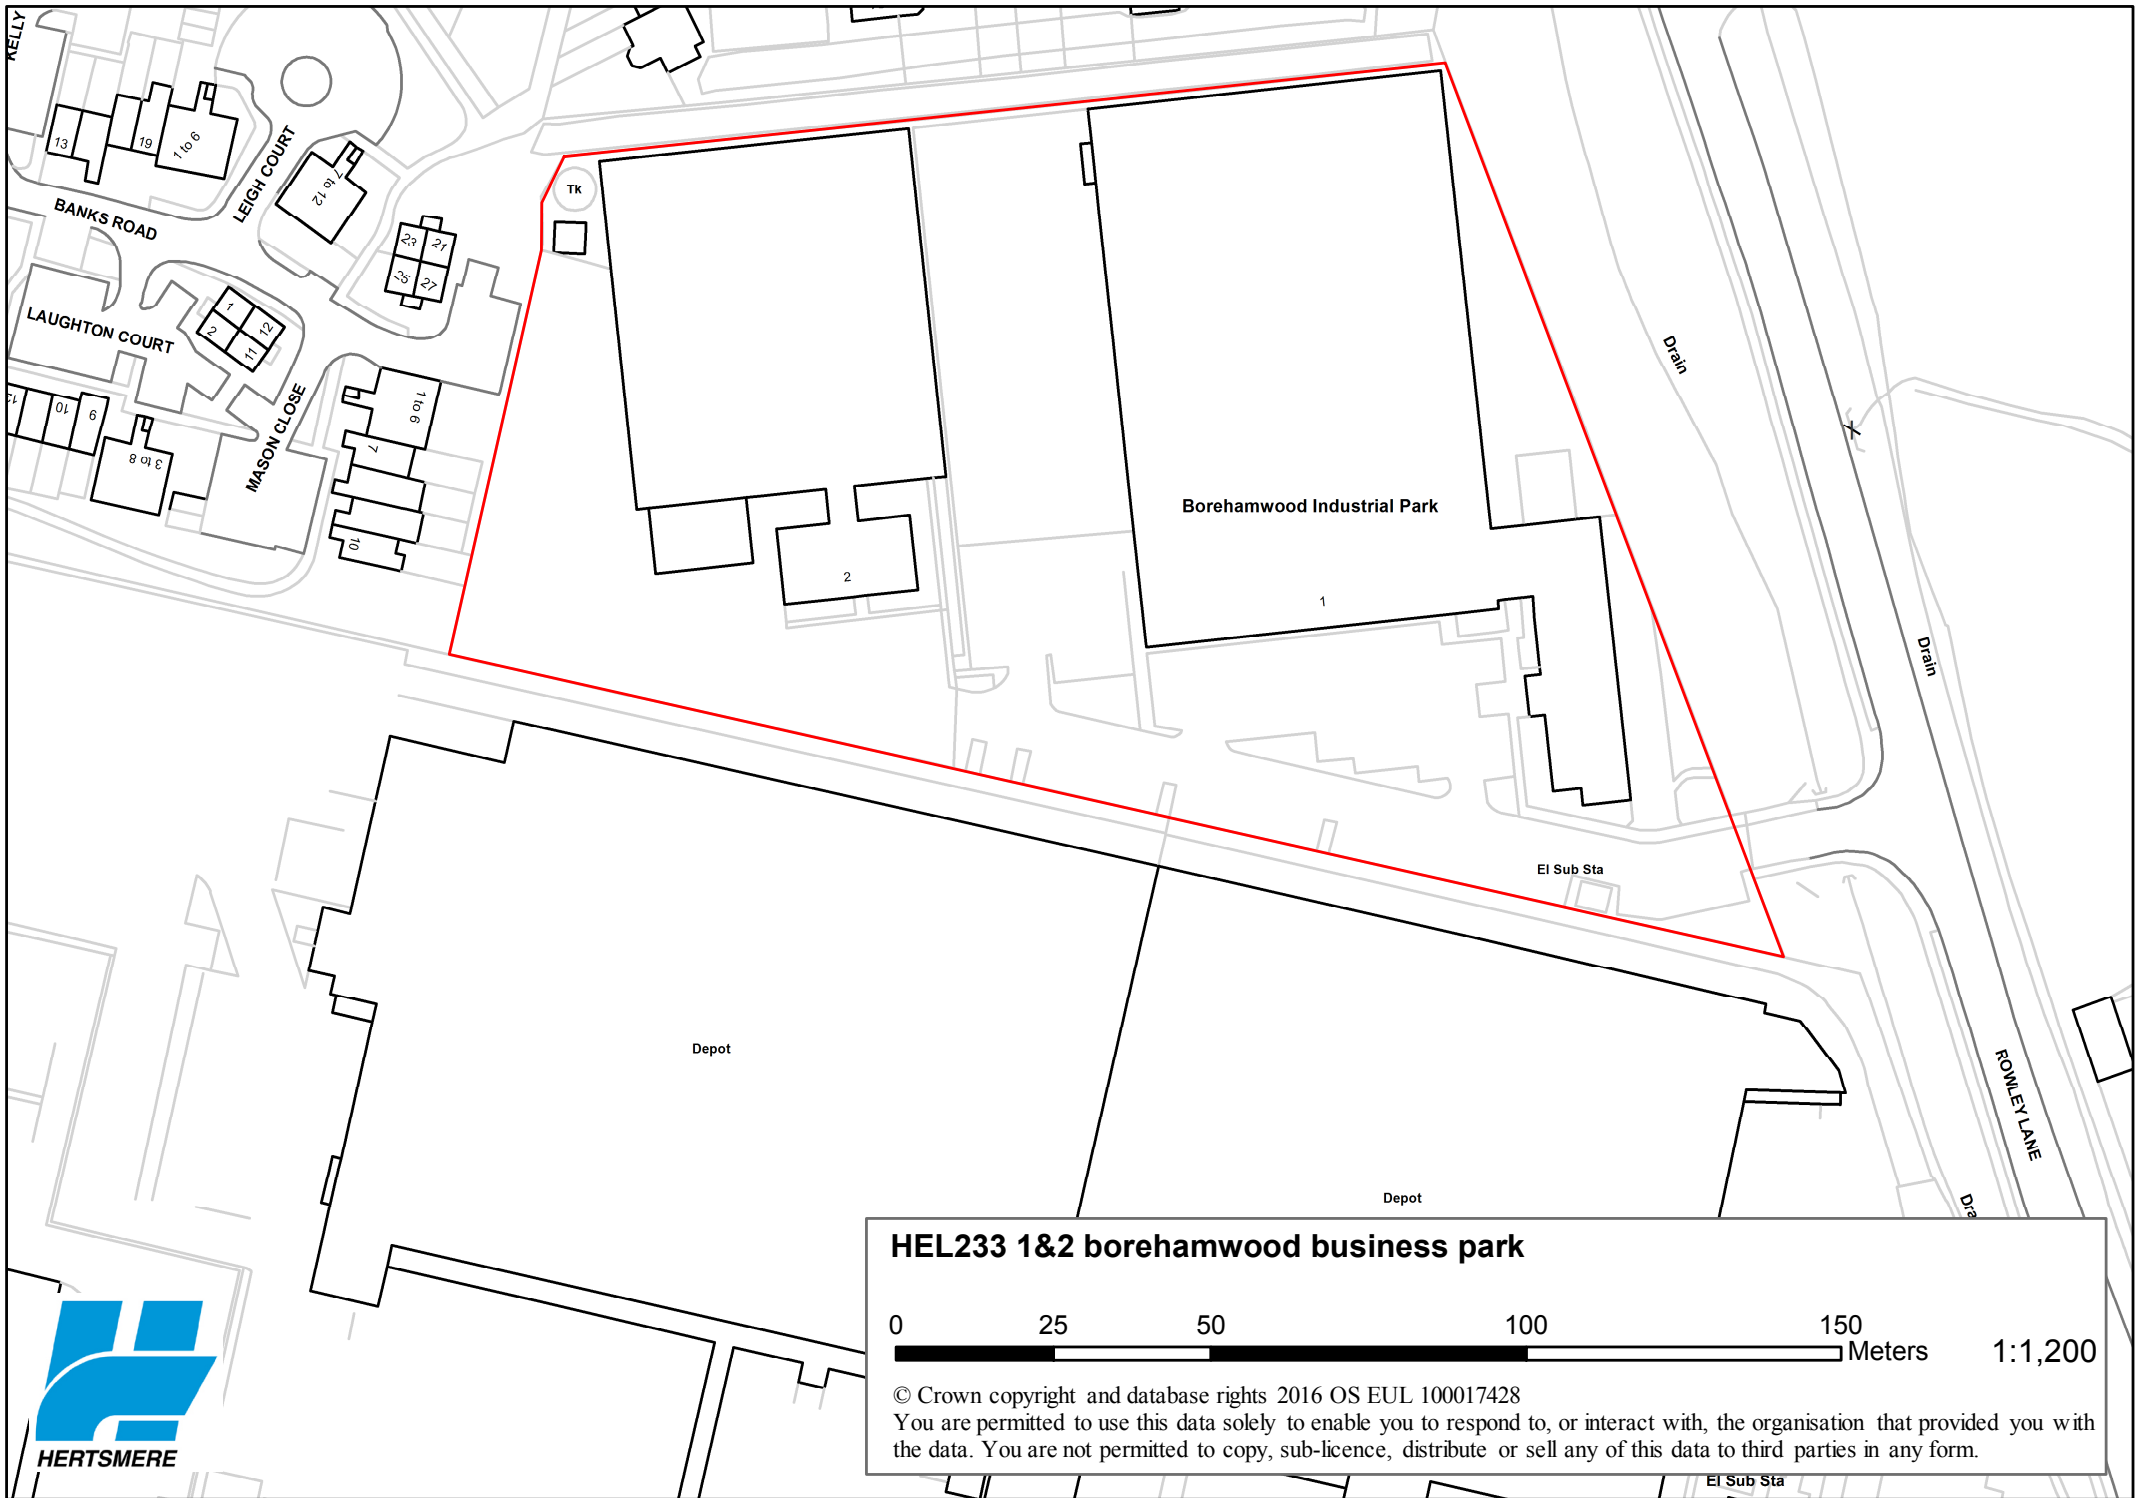 KELLY
13
19
1 to 6
LEIGH COURT
7 to 12
BANKS ROAD
23
21
25
27
TK
LAUGHTON COURT
1
2
12
11
MASON CLOSE
1 to 6
7
10
10
9
3 to 8
Drain
Borehamwood Industrial Park
2
1
Drain
El Sub Sta
Depot
ROWLEY LANE
Depot
HEL233 1&2 borehamwood business park
0 25 50 100 150
Meters 1:1,200
© Crown copyright and database rights 2016 OS EUL 100017428
You are permitted to use this data solely to enable you to respond to, or interact with, the organisation that provided you with
the data. You are not permitted to copy, sub-licence, distribute or sell any of this data to third parties in any form.
HERTSMERE
El Sub Sta